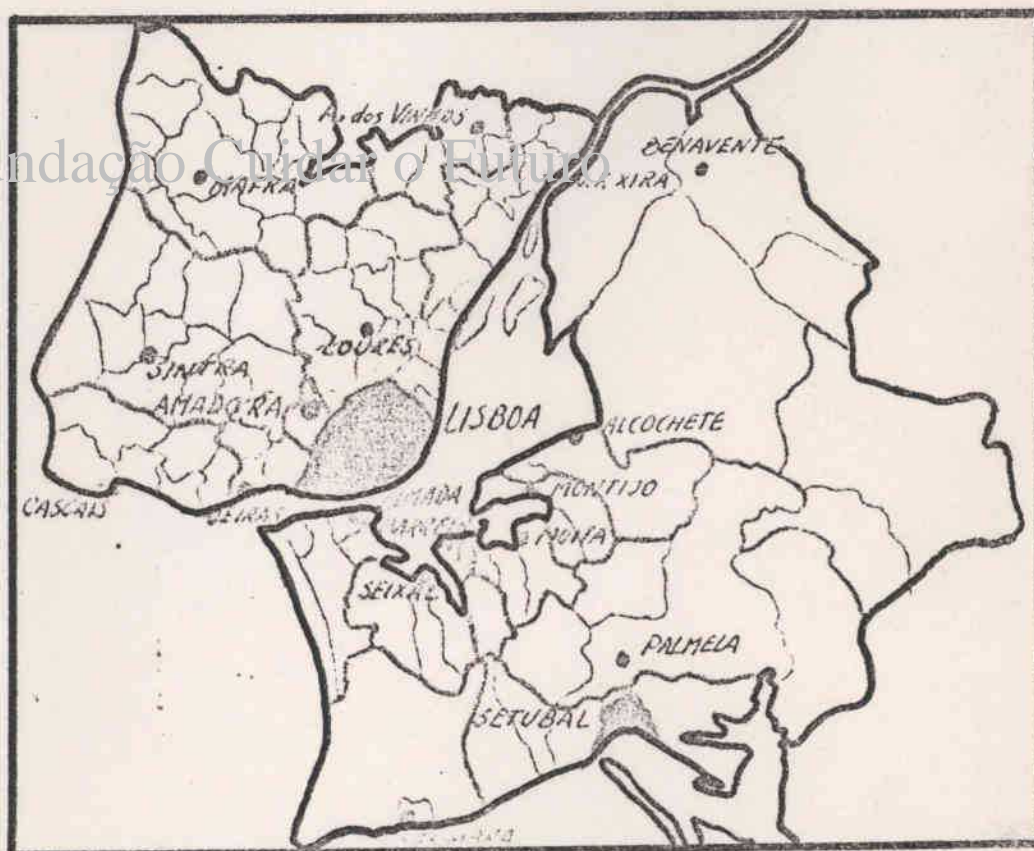 A. dos VINHOS
ndação Cuidar o Futuro
BENAVENTE
MAFRA
V.F. XIRA
LOURES
SINTRA
AMADORA
LISBOA
ALCOCHETE
CASCAIS
OEIRAS
MONTIJO
MOITA
SEIXAL
PALMELA
SETUBAL